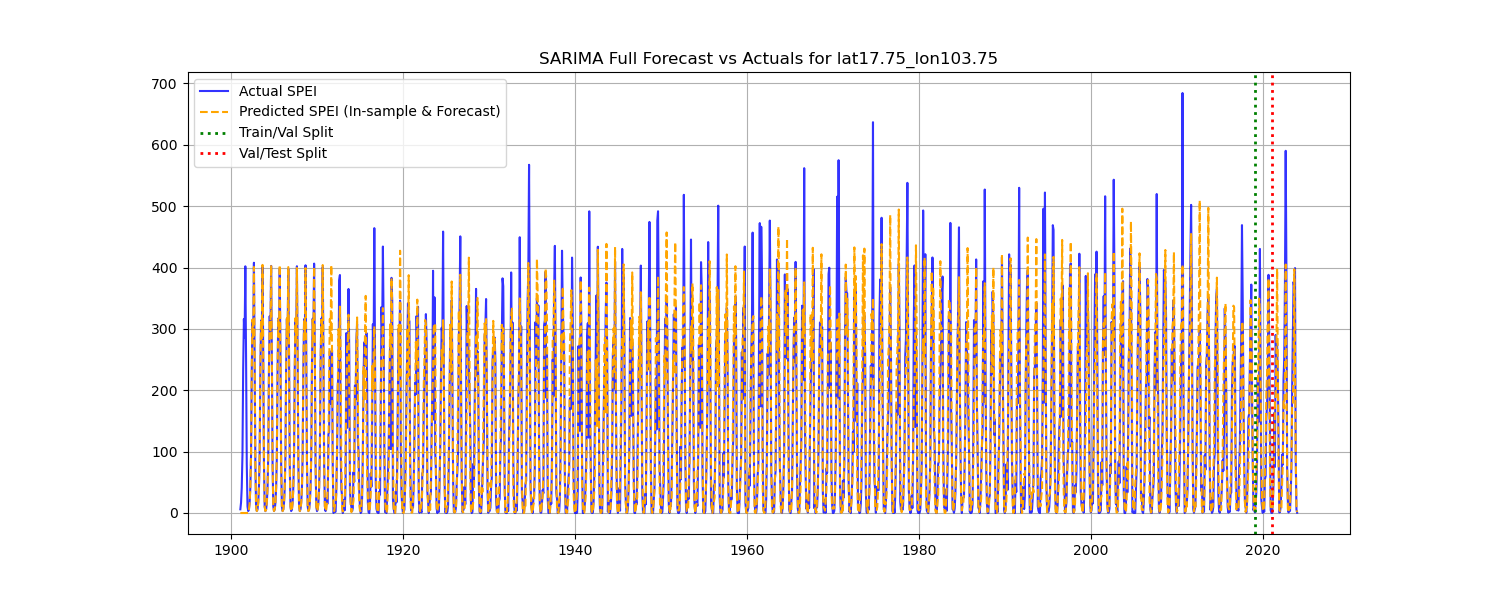 SARIMA Full Forecast vs Actuals for lat17.75_lon103.75
700
600
500
400
300
200
100
0
Actual SPEI
Predicted SPEI (In-sample & Forecast)
Train/Val Split
Val/Test Split
1900 1920 1940 1960 1980 2000 2020